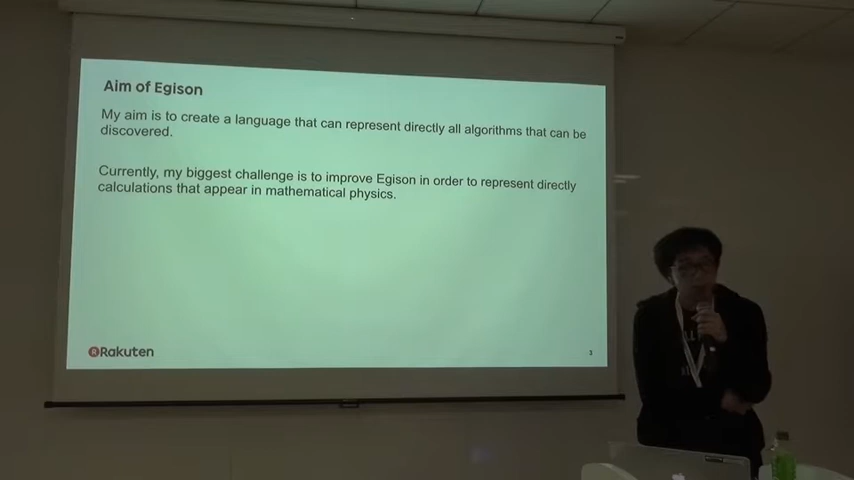 Aim of Egison
My aim is to create a language that can represent directly all algorithms that can be
discovered.
Currently, my biggest challenge is to improve Egison in order to represent directly
calculations that appear in mathematical physics.
Rakuten
3